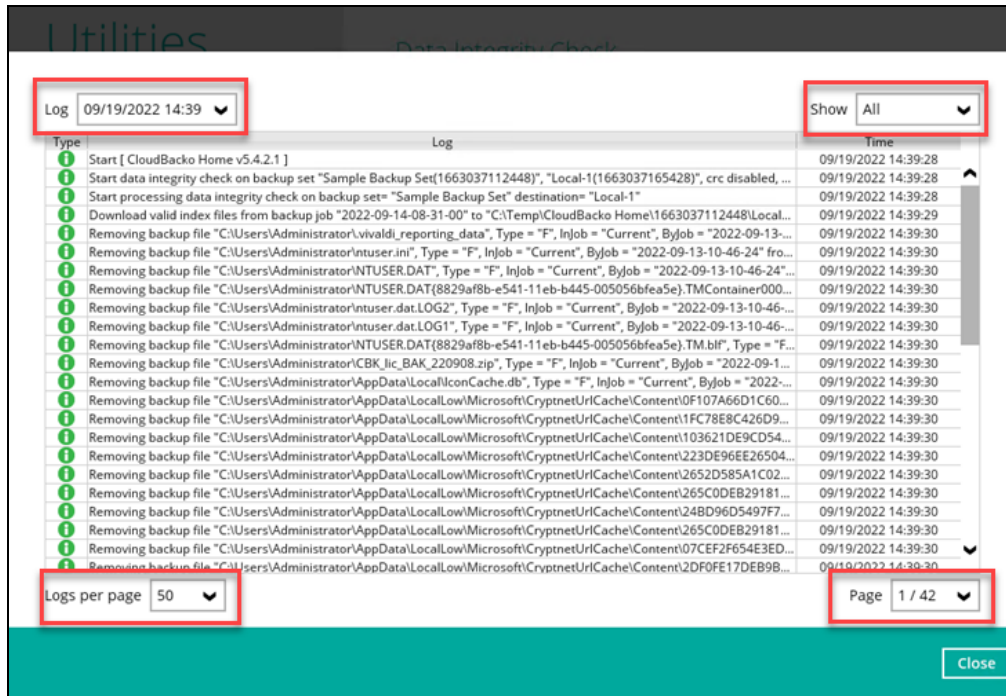 Utilities
Data Integrity Check
Log 09/19/2022 14:39
Show All
Type Log Time
Start [ CloudBacko Home v5.4.2.1 ] 09/19/2022 14:39:28
Start data integrity check on backup set "Sample Backup Set(1663037112448)", "Local-1(1663037165428)", crc disabled, ... 09/19/2022 14:39:28
Start processing data integrity check on backup set= "Sample Backup Set" destination= "Local-1" 09/19/2022 14:39:28
Download valid index files from backup job "2022-09-14-08-31-00" to "C:\Temp\CloudBacko Home\1663037112448\Local... 09/19/2022 14:39:29
Removing backup file "C:\Users\Administrator\.vivaldi_reporting_data", Type = "F", InJob = "Current", ByJob = "2022-09-13-... 09/19/2022 14:39:30
Removing backup file "C:\Users\Administrator\ntuser.ini", Type = "F", InJob = "Current", ByJob = "2022-09-13-10-46-24" fro... 09/19/2022 14:39:30
Removing backup file "C:\Users\Administrator\NTUSER.DAT", Type = "F", InJob = "Current", ByJob = "2022-09-13-10-46-24"... 09/19/2022 14:39:30
Removing backup file "C:\Users\Administrator\NTUSER.DAT{8829af8b-e541-11eb-b445-005056bfea5e}.TMContainer000... 09/19/2022 14:39:30
Removing backup file "C:\Users\Administrator\ntuser.dat.LOG2", Type = "F", InJob = "Current", ByJob = "2022-09-13-10-46-... 09/19/2022 14:39:30
Removing backup file "C:\Users\Administrator\ntuser.dat.LOG1", Type = "F", InJob = "Current", ByJob = "2022-09-13-10-46-... 09/19/2022 14:39:30
Removing backup file "C:\Users\Administrator\NTUSER.DAT{8829af8b-e541-11eb-b445-005056bfea5e}.TM.blf", Type = "F... 09/19/2022 14:39:30
Removing backup file "C:\Users\Administrator\CBK_lic_BAK_220908.zip", Type = "F", InJob = "Current", ByJob = "2022-09-1... 09/19/2022 14:39:30
Removing backup file "C:\Users\Administrator\AppData\Local\IconCache.db", Type = "F", InJob = "Current", ByJob = "2022-... 09/19/2022 14:39:30
Removing backup file "C:\Users\Administrator\AppData\LocalLow\Microsoft\CryptnetUrlCache\Content\0F107A66D1C60... 09/19/2022 14:39:30
Removing backup file "C:\Users\Administrator\AppData\LocalLow\Microsoft\CryptnetUrlCache\Content\1FC78E8C426D9... 09/19/2022 14:39:30
Removing backup file "C:\Users\Administrator\AppData\LocalLow\Microsoft\CryptnetUrlCache\Content\103621DE9CD54... 09/19/2022 14:39:30
Removing backup file "C:\Users\Administrator\AppData\LocalLow\Microsoft\CryptnetUrlCache\Content\223DE96EE26504... 09/19/2022 14:39:30
Removing backup file "C:\Users\Administrator\AppData\LocalLow\Microsoft\CryptnetUrlCache\Content\2652D585A1C02... 09/19/2022 14:39:30
Removing backup file "C:\Users\Administrator\AppData\LocalLow\Microsoft\CryptnetUrlCache\Content\265C0DEB29181... 09/19/2022 14:39:30
Removing backup file "C:\Users\Administrator\AppData\LocalLow\Microsoft\CryptnetUrlCache\Content\24BD96D5497F7... 09/19/2022 14:39:30
Removing backup file "C:\Users\Administrator\AppData\LocalLow\Microsoft\CryptnetUrlCache\Content\265C0DEB29181... 09/19/2022 14:39:30
Removing backup file "C:\Users\Administrator\AppData\LocalLow\Microsoft\CryptnetUrlCache\Content\07CEF2F654E3ED... 09/19/2022 14:39:30
Removing backup file "C:\Users\Administrator\AppData\LocalLow\Microsoft\CryptnetUrlCache\Content\2DF0FE17DEB9B... 09/19/2022 14:39:30
Logs per page 50
Page 1 / 42
Close